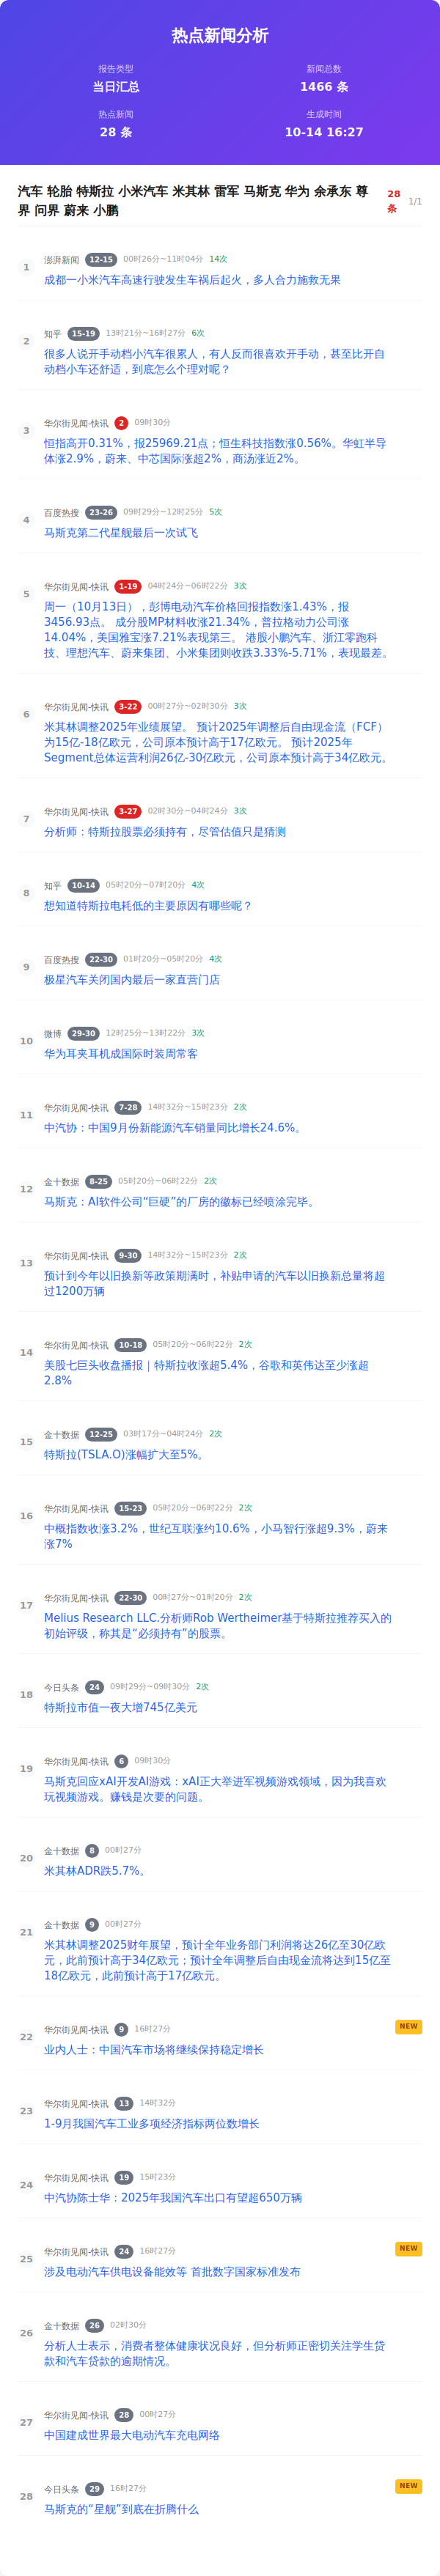 热点新闻分析
报告类型
新闻总数
当日汇总
1466 条
热点新闻
生成时间
28 条
10-14 16:27
汽车 轮胎 特斯拉 小米汽车 米其林 雷军 马斯克 华为 余承东 尊
界 问界 蔚来 小鹏
28
条
1/1
1
澎湃新闻 12-15 00时26分~11时04分 14次
成都一小米汽车高速行驶发生车祸后起火，多人合力施救无果
2
知乎 15-19 13时21分~16时27分 6次
很多人说开手动档小汽车很累人，有人反而很喜欢开手动，甚至比开自
动档小车还舒适，到底怎么个理对呢？
3
华尔街见闻-快讯 2 09时30分
恒指高开0.31%，报25969.21点；恒生科技指数涨0.56%。华虹半导
体涨2.9%，蔚来、中芯国际涨超2%，商汤涨近2%。
4
百度热搜 23-26 09时29分~12时25分 5次
马斯克第二代星舰最后一次试飞
5
华尔街见闻-快讯 1-19 04时24分~06时22分 3次
周一（10月13日），彭博电动汽车价格回报指数涨1.43%，报
3456.93点。 成分股MP材料收涨21.34%，普拉格动力公司涨
14.04%，美国雅宝涨7.21%表现第三。 港股小鹏汽车、浙江零跑科
技、理想汽车、蔚来集团、小米集团则收跌3.33%-5.71%，表现最差。
6
华尔街见闻-快讯 3-22 00时27分~02时30分 3次
米其林调整2025年业绩展望。 预计2025年调整后自由现金流（FCF）
为15亿-18亿欧元，公司原本预计高于17亿欧元。 预计2025年
Segment总体运营利润26亿-30亿欧元，公司原本预计高于34亿欧元。
7
华尔街见闻-快讯 3-27 02时30分~04时24分 3次
分析师：特斯拉股票必须持有，尽管估值只是猜测
8
知乎 10-14 05时20分~07时20分 4次
想知道特斯拉电耗低的主要原因有哪些呢？
9
百度热搜 22-30 01时20分~05时20分 4次
极星汽车关闭国内最后一家直营门店
10
微博 29-30 12时25分~13时22分 3次
华为耳夹耳机成国际时装周常客
11
华尔街见闻-快讯 7-28 14时32分~15时23分 2次
中汽协：中国9月份新能源汽车销量同比增长24.6%。
12
金十数据 8-25 05时20分~06时22分 2次
马斯克：AI软件公司“巨硬”的厂房的徽标已经喷涂完毕。
13
华尔街见闻-快讯 9-30 14时32分~15时23分 2次
预计到今年以旧换新等政策期满时，补贴申请的汽车以旧换新总量将超
过1200万辆
14
华尔街见闻-快讯 10-18 05时20分~06时22分 2次
美股七巨头收盘播报｜特斯拉收涨超5.4%，谷歌和英伟达至少涨超
2.8%
15
金十数据 12-25 03时17分~04时24分 2次
特斯拉(TSLA.O)涨幅扩大至5%。
16
华尔街见闻-快讯 15-23 05时20分~06时22分 2次
中概指数收涨3.2%，世纪互联涨约10.6%，小马智行涨超9.3%，蔚来
涨7%
17
华尔街见闻-快讯 22-30 00时27分~01时20分 2次
Melius Research LLC.分析师Rob Wertheimer基于特斯拉推荐买入的
初始评级，称其是“必须持有”的股票。
18
今日头条 24 09时29分~09时30分 2次
特斯拉市值一夜大增745亿美元
19
华尔街见闻-快讯 6 09时30分
马斯克回应xAI开发AI游戏：xAI正大举进军视频游戏领域，因为我喜欢
玩视频游戏。赚钱是次要的问题。
20
金十数据 8 00时27分
米其林ADR跌5.7%。
21
金十数据 9 00时27分
米其林调整2025财年展望，预计全年业务部门利润将达26亿至30亿欧
元，此前预计高于34亿欧元；预计全年调整后自由现金流将达到15亿至
18亿欧元，此前预计高于17亿欧元。
22
华尔街见闻-快讯 9 16时27分
NEW
业内人士：中国汽车市场将继续保持稳定增长
23
华尔街见闻-快讯 13 14时32分
1-9月我国汽车工业多项经济指标两位数增长
24
华尔街见闻-快讯 19 15时23分
中汽协陈士华：2025年我国汽车出口有望超650万辆
25
华尔街见闻-快讯 24 16时27分
NEW
涉及电动汽车供电设备能效等 首批数字国家标准发布
26
金十数据 26 02时30分
分析人士表示，消费者整体健康状况良好，但分析师正密切关注学生贷
款和汽车贷款的逾期情况。
27
华尔街见闻-快讯 28 00时27分
中国建成世界最大电动汽车充电网络
28
今日头条 29 16时27分
NEW
马斯克的“星舰”到底在折腾什么